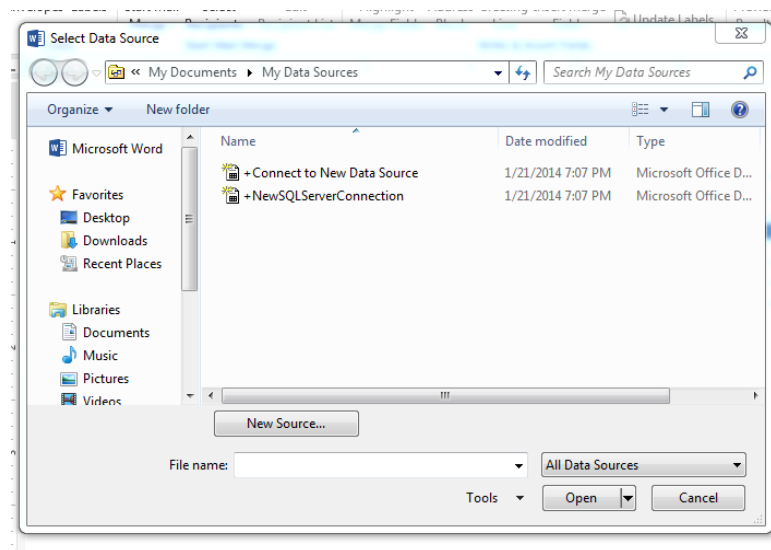 Update Labels
Select Data Source
« My Documents My Data Sources Search My Data Sources
Organize New folder
Microsoft Word
Favorites
Desktop
Downloads
Recent Places
Libraries
Documents
Music
Pictures
Videos
Name Date modified Type
+Connect to New Data Source 1/21/2014 7:07 PM Microsoft Office D...
+NewSQLServerConnection 1/21/2014 7:07 PM Microsoft Office D...
New Source...
File name: All Data Sources
Tools Open Cancel